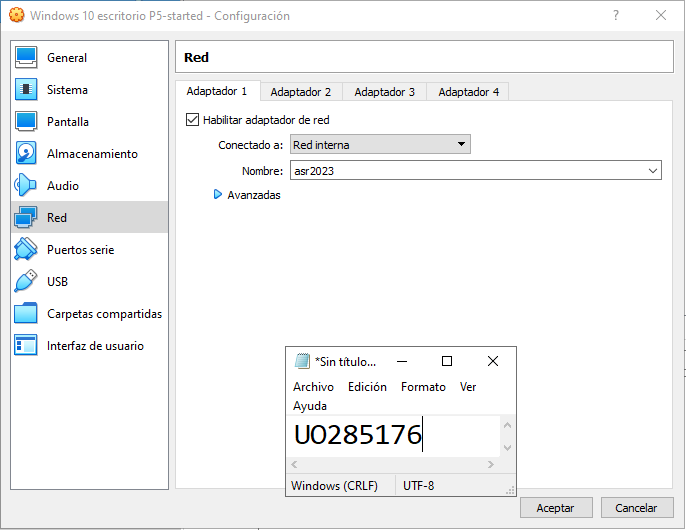 Windows 10 escritorio P5-started - Configuración
?
General
Sistema
Pantalla
Almacenamiento
Audio
Red
Puertos serie
USB
Carpetas compartidas
Interfaz de usuario
Red
Adaptador 1 Adaptador 2 Adaptador 3 Adaptador 4
Habilitar adaptador de red
Conectado a: Red interna
Nombre: asr2023
Avanzadas
*Sin título...
Archivo Edición Formato Ver
Ayuda
UO285176
Windows (CRLF) UTF-8
Aceptar Cancelar